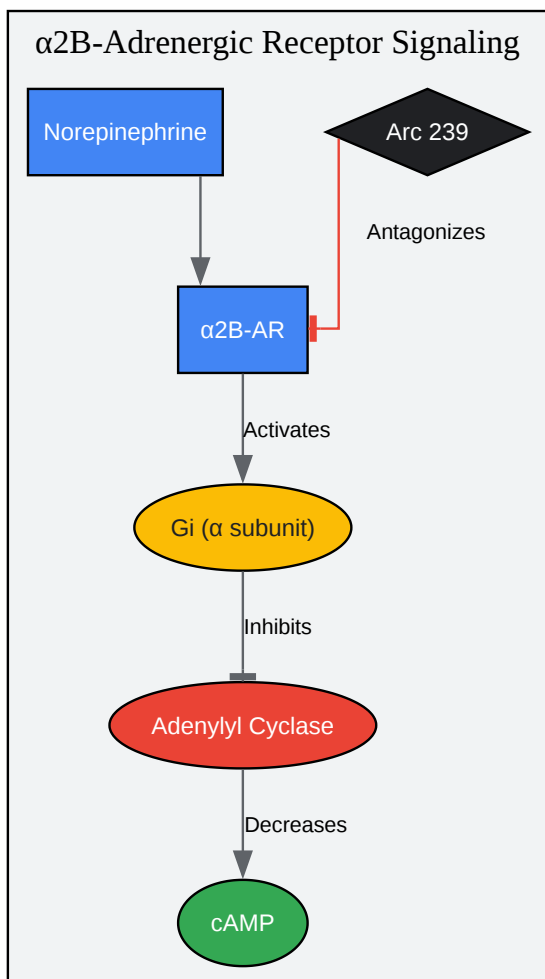 α2B-Adrenergic Receptor Signaling
Norepinephrine
Arc 239
Antagonizes
α2B-AR
Activates
Gi (α subunit)
Inhibits
Adenylyl Cyclase
Decreases
cAMP